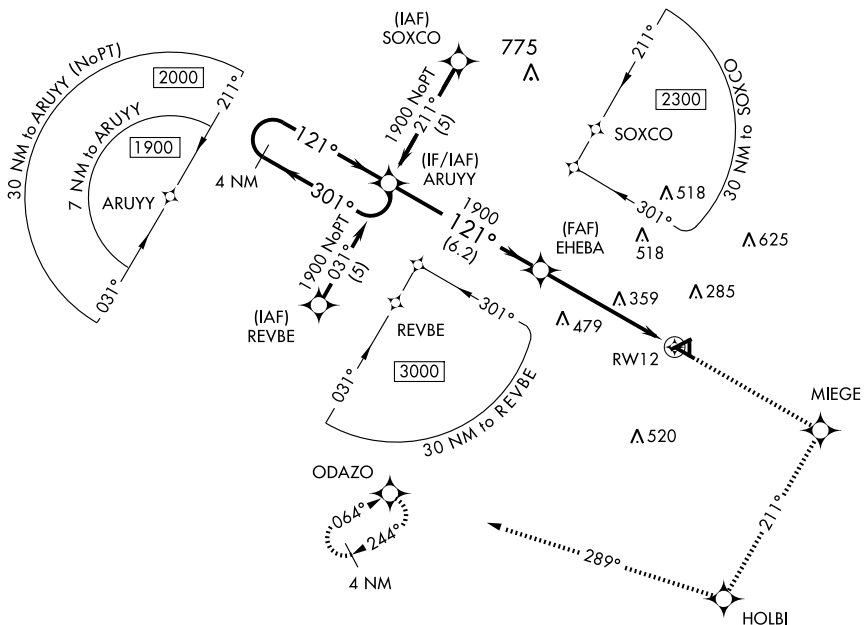 (IAF)
SOXCO
775
30 NM to ARUYY (NoPT)
2000
211°
7 NM to ARUYY
1900
ARUYY
031°
1900 NoPT
211°
(5)
211°
2300
SOXCO
30 NM to SOXCO
301°
121°
4 NM
301°
(IF/IAF)
ARUYY
518
518
625
1900
121°
(6.2)
(FAF)
EHEBA
1900 NoPT
031°
(5)
(IAF)
REVBE
359
285
479
301°
REVBE
031°
3000
30 NM to REVBE
RW12
MIEGE
520
ODAZO
064°
244°
4 NM
289°
211°
HOLBI